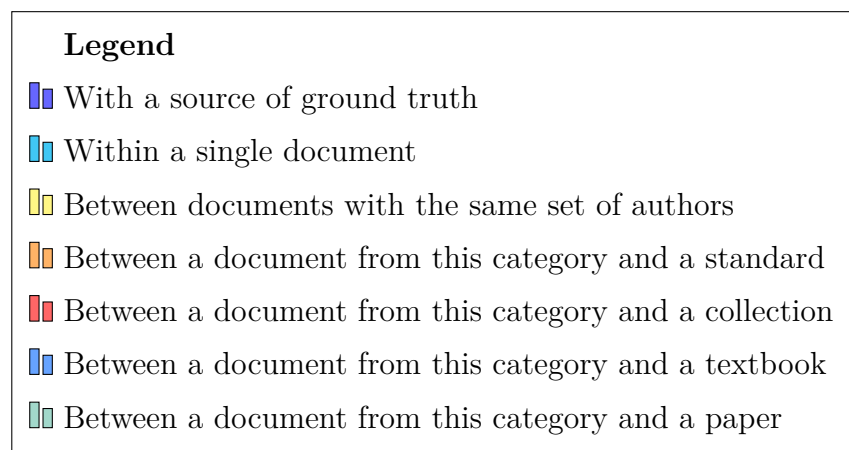 Legend
With a source of ground truth
Within a single document
Between documents with the same set of authors
Between a document from this category and a standard
Between a document from this category and a collection
Between a document from this category and a textbook
Between a document from this category and a paper